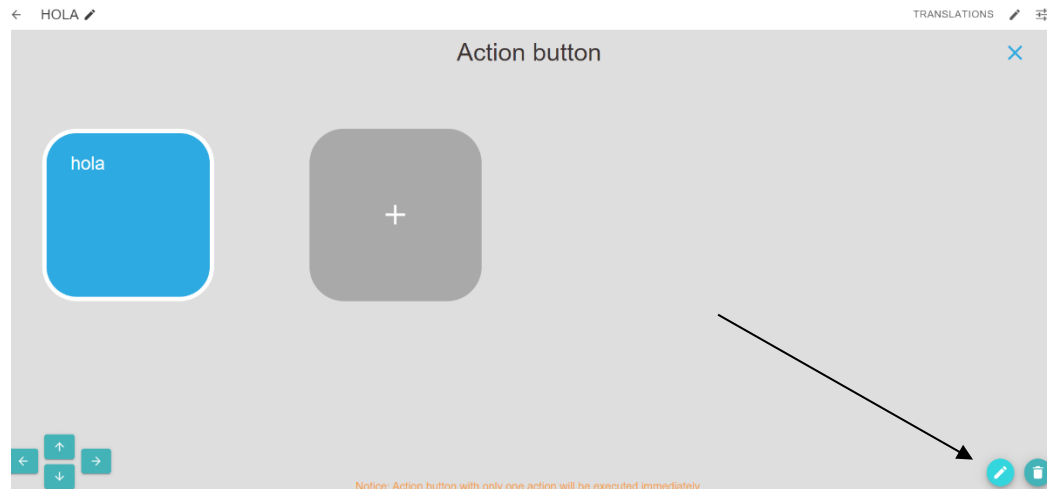 HOLA
TRANSLATIONS
Action button
hola
Notice: Action button with only one action will be executed immediately